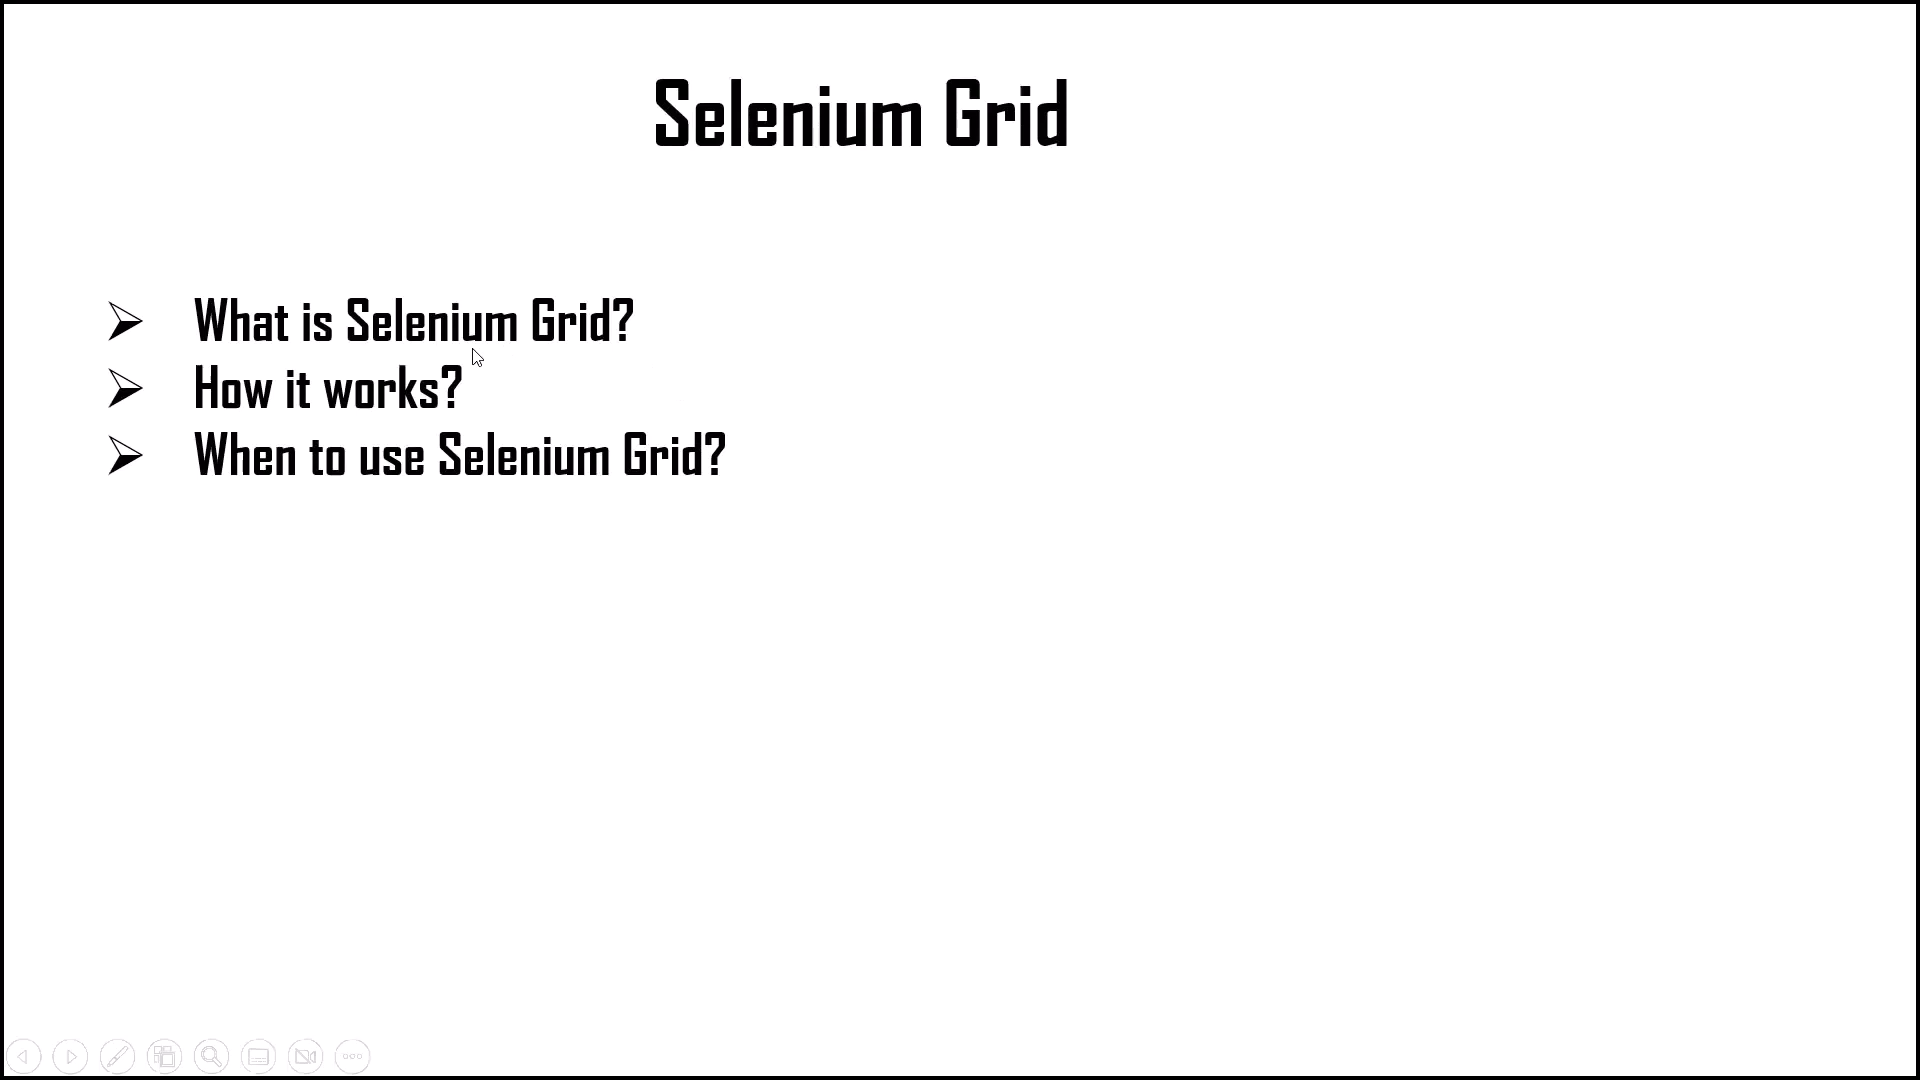 Selenium Grid
What is Selenium Grid?
How it works?
When to use Selenium Grid?